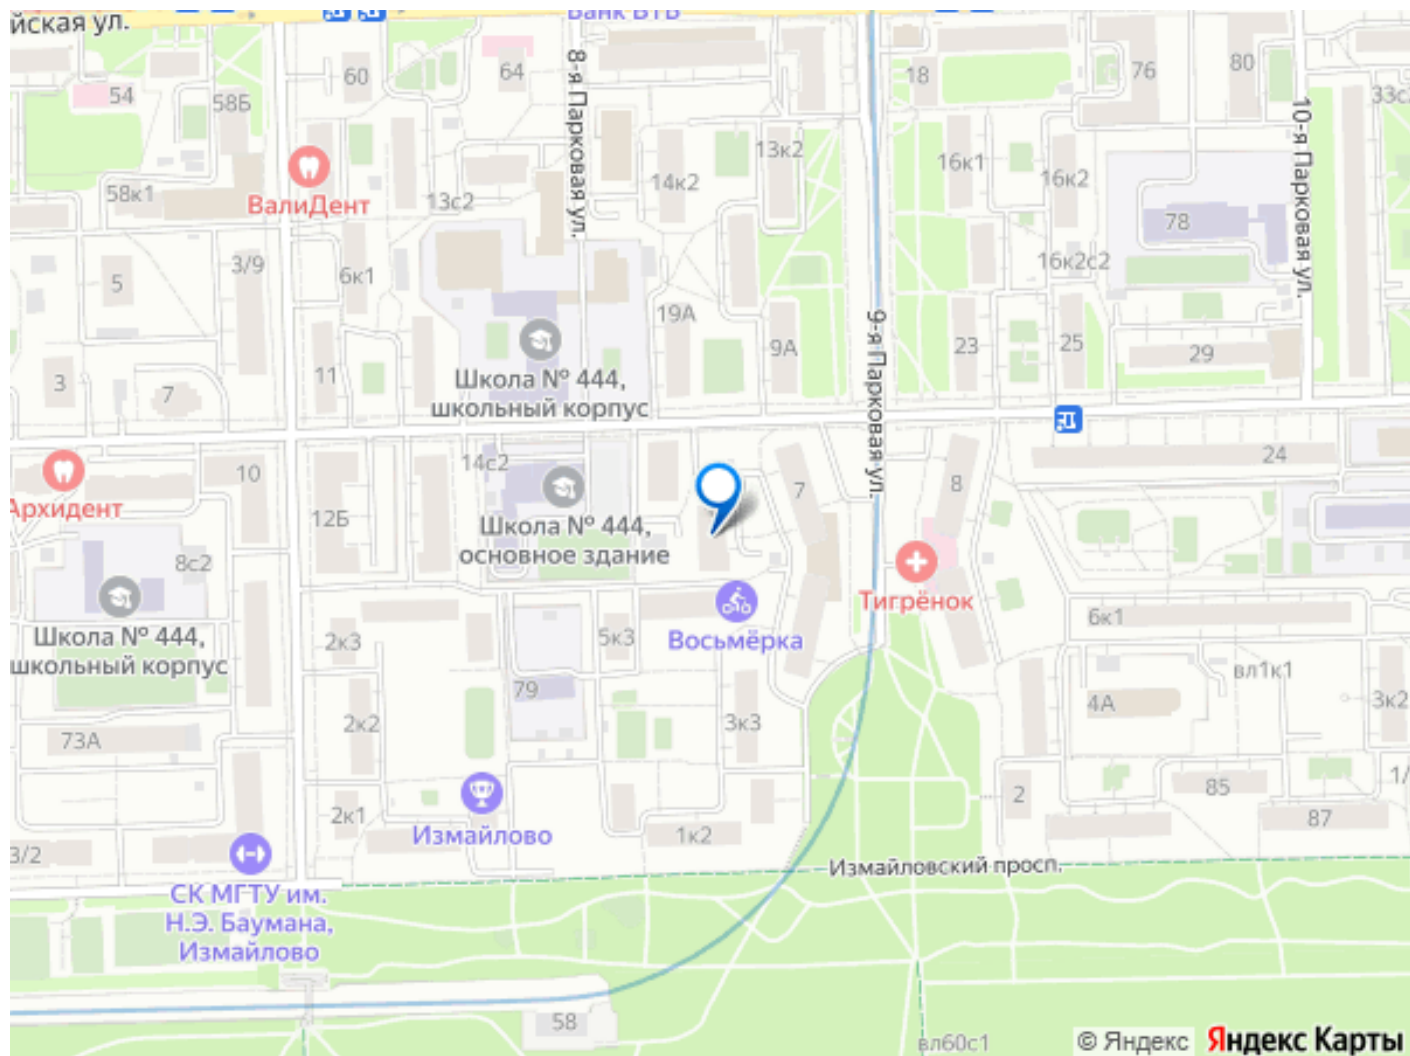 йская ул.
Банк ВТБ
54
58Б
60
64
8-я Парковая ул.
18
76
80
33с
10-я Парковая ул.
58к1
ВалиДент
13с2
14к2
13к2
16к1
16к2
78
3/9
5
6к1
16к2с2
19А
9А
9-я Парковая ул.
23
25
29
3
7
11
Школа № 444,
школьный корпус
10
Архидент
12Б
14с2
Школа № 444,
основное здание
7
8
24
8с2
Школа № 444,
школьный корпус
Тигрёнок
Восьмёрка
5к3
2к3
6к1
вл1к1
79
2к2
3к3
4А
3к2
73А
2к1
Измайлово
1к2
2
85
1/
87
3/2
СК МГТУ им.
Н.Э. Баумана,
Измайлово
Измайловский просп.
58
вл60с1
© Яндекс
Яндекс Карты